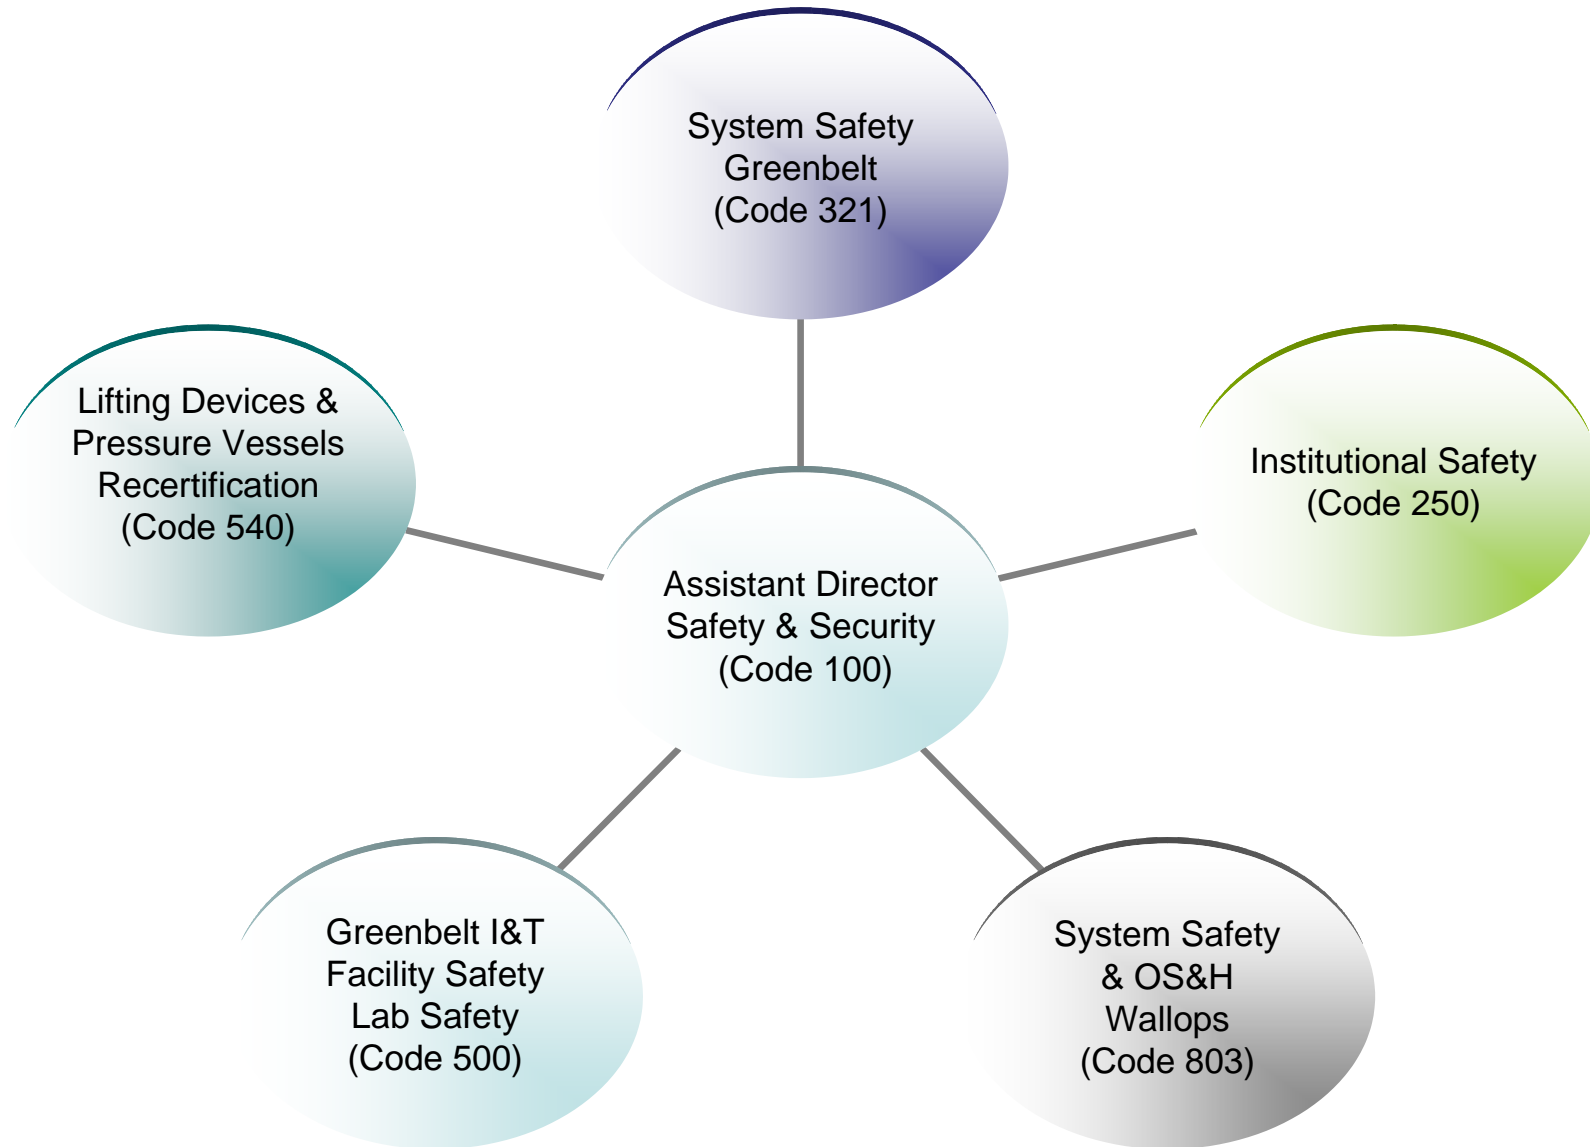 System Safety
Greenbelt
(Code 321)
Lifting Devices &
Pressure Vessels
Recertification
(Code 540)
Institutional Safety
(Code 250)
Assistant Director
Safety & Security
(Code 100)
Greenbelt I&T
Facility Safety
Lab Safety
(Code 500)
System Safety
& OS&H
Wallops
(Code 803)